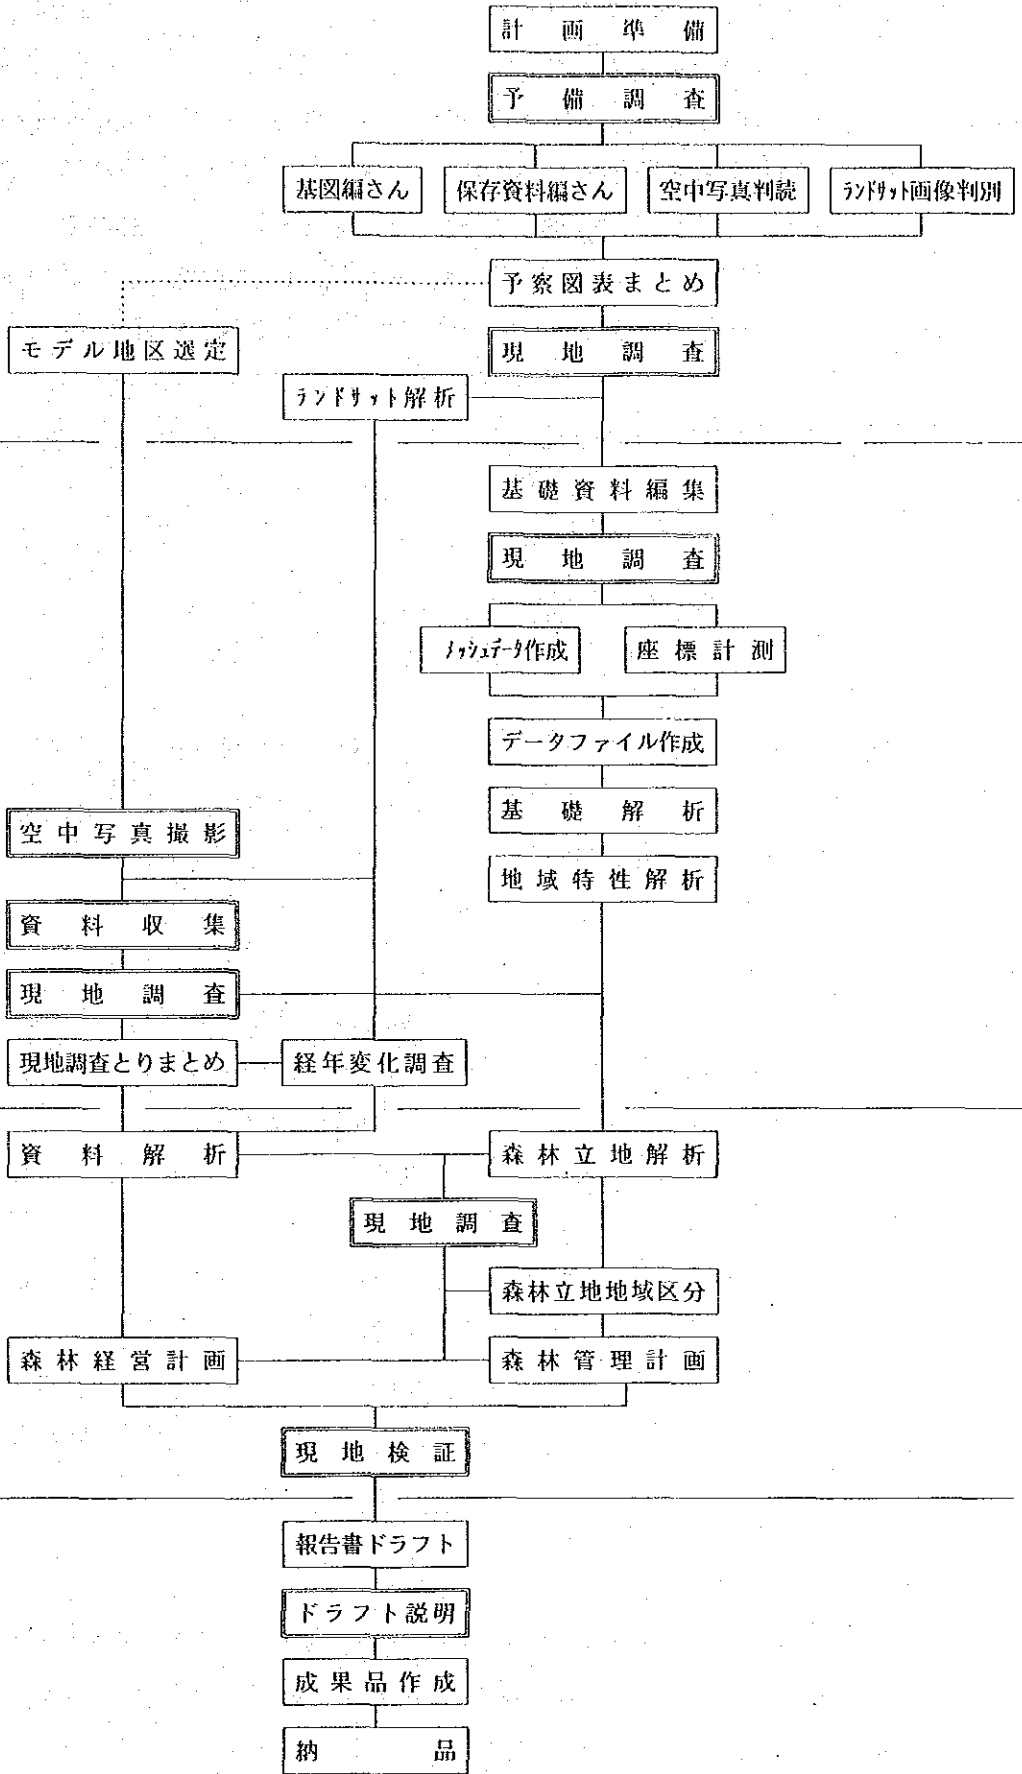 計画準備
予備調査
基図編さん
保存資料編さん
空中写真判読
ランドサット画像判別
予察図表まとめ
モデル地区選定
現地調査
ランドサット解析
基礎資料編集
現地調査
メッシュデータ作成
座標計測
データファイル作成
基礎解析
空中写真撮影
地域特性解析
資料収集
現地調査
現地調査とりまとめ
経年変化調査
資料解析
森林立地解析
現地調査
森林立地地域区分
森林経営計画
森林管理計画
現地検証
報告書ドラフト
ドラフト説明
成果品作成
納品